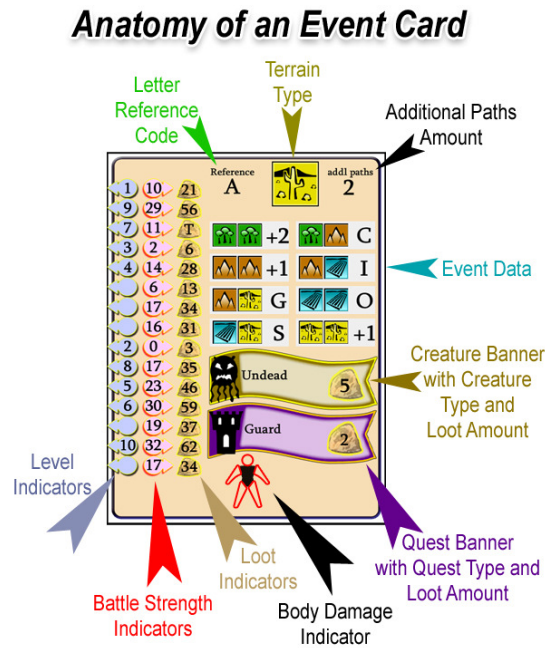 Anatomy of an Event Card
Letter
Reference
Code
Terrain
Type
Additional Paths
Amount
Reference
A
addl paths
2
1 10 21
9 29 56
7 11 T
3 2 6
4 14 28
6 13
17 34
16 31
2 0 3
8 17 35
5 23 46
6 30 59
19 37
10 32 62
17 34
+2 C
+1 I
G O
S +1
Event Data
Undead 5
Guard 2
Creature Banner
with Creature
Type and
Loot Amount
Level
Indicators
Battle Strength
Indicators
Loot
Indicators
Body Damage
Indicator
Quest Banner
with Quest Type and
Loot Amount